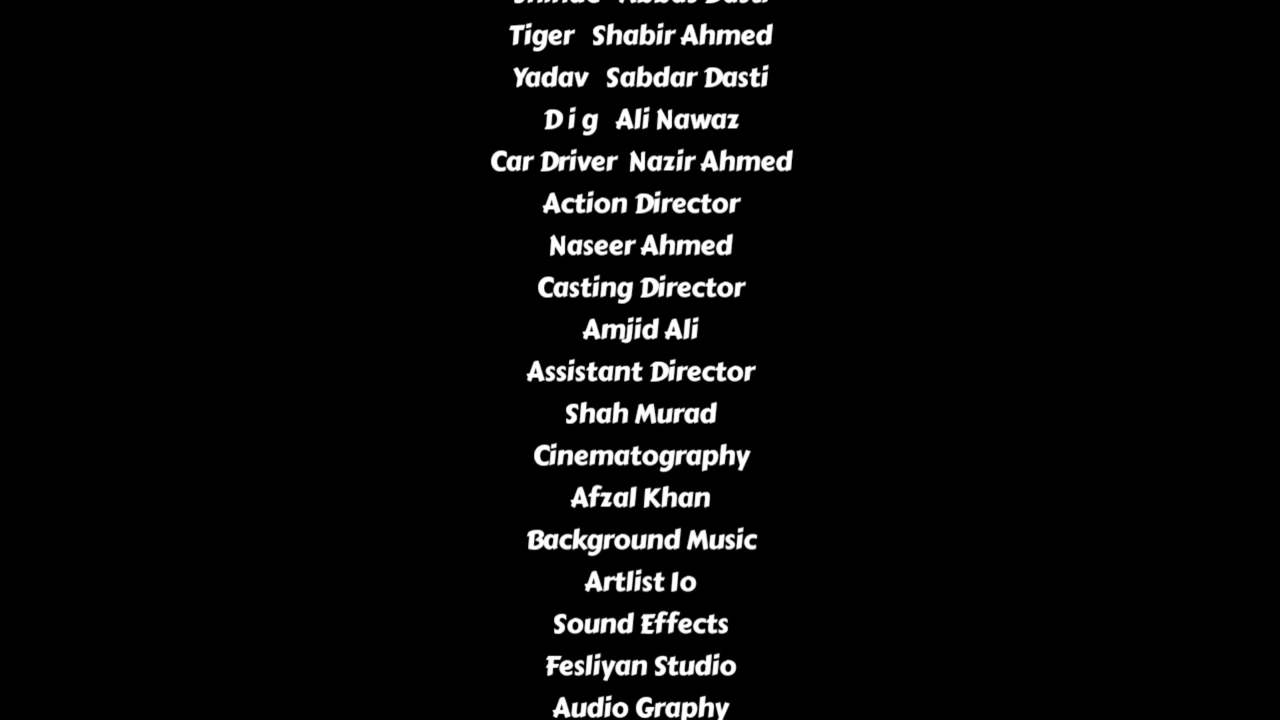 Tiger Shabir Ahmed
Yadav Sabdar Dasti
D i g Ali Nawaz
Car Driver Nazir Ahmed
Action Director
Naseer Ahmed
Casting Director
Amjid Ali
Assistant Director
Shah Murad
Cinematography
Afzal Khan
Background Music
Artlist Io
Sound Effects
Fesliyan Studio
Audio Graphy